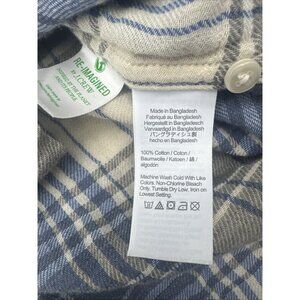 RE-IMAGINED
BY J.CREW
Made in Bangladesh
Fabriqué au Bangladesh
Hergestellt in Bangladesch
Vervaardigd in Bangladesh
バングラディシュ製
hecho en Bangladesh
100% Cotton / Coton /
Baumwolle / Katoen / 綿 /
algodón
Machine Wash Cold With Like
Colors. Non-Chlorine Bleach
Only. Tumble Dry Low, Iron on
Lowest Setting.